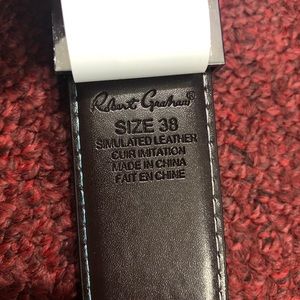 Robert Graham®
SIZE 38
SIMULATED LEATHER
CUIR IMITATION
MADE IN CHINA
FAIT EN CHINE